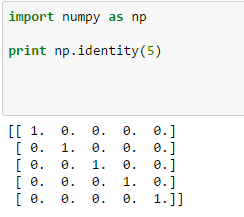 import numpy as np
print np.identity(5)
[[ 1.  0.  0.  0.  0.]
 [ 0.  1.  0.  0.  0.]
 [ 0.  0.  1.  0.  0.]
 [ 0.  0.  0.  1.  0.]
 [ 0.  0.  0.  0.  1.]]